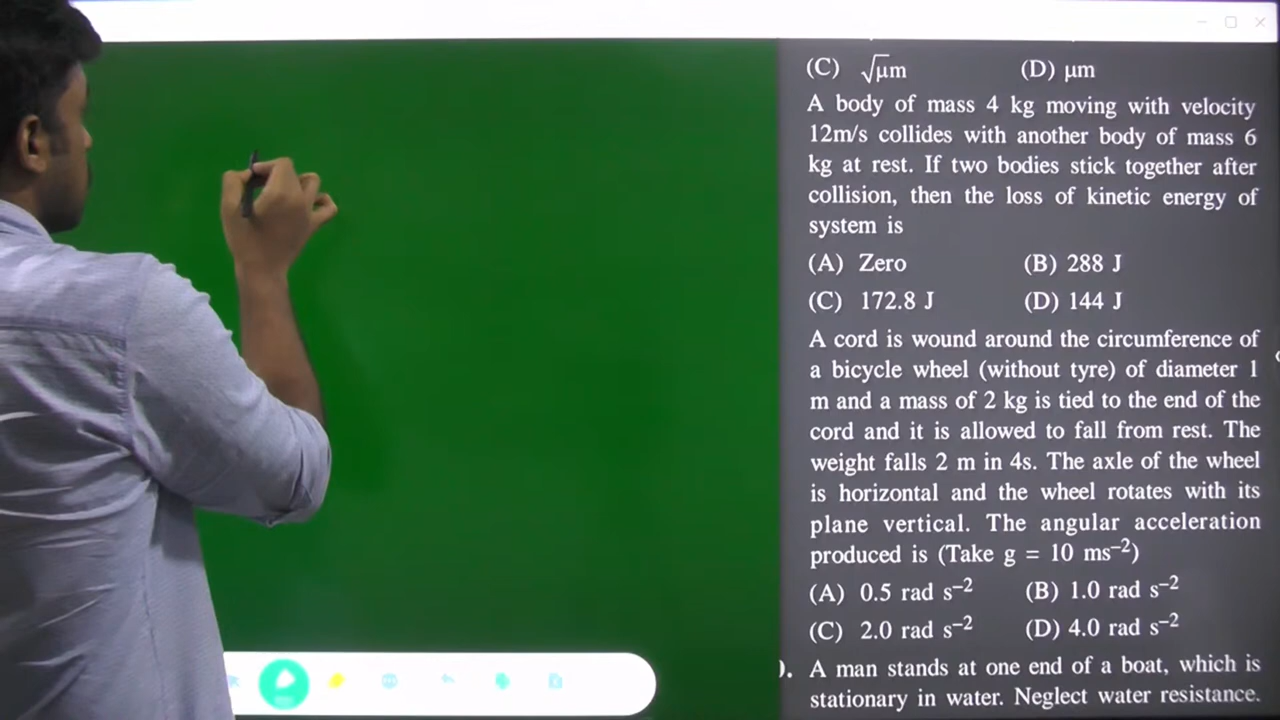 (C) √μm (D) μm
A body of mass 4 kg moving with velocity
12m/s collides with another body of mass 6
kg at rest. If two bodies stick together after
collision, then the loss of kinetic energy of
system is
(A) Zero (B) 288 J
(C) 172.8 J (D) 144 J
A cord is wound around the circumference of
a bicycle wheel (without tyre) of diameter 1
m and a mass of 2 kg is tied to the end of the
cord and it is allowed to fall from rest. The
weight falls 2 m in 4s. The axle of the wheel
is horizontal and the wheel rotates with its
plane vertical. The angular acceleration
produced is (Take g = 10 ms⁻²)
(A) 0.5 rad s⁻² (B) 1.0 rad s⁻²
(C) 2.0 rad s⁻² (D) 4.0 rad s⁻²
). A man stands at one end of a boat, which is
stationary in water. Neglect water resistance.